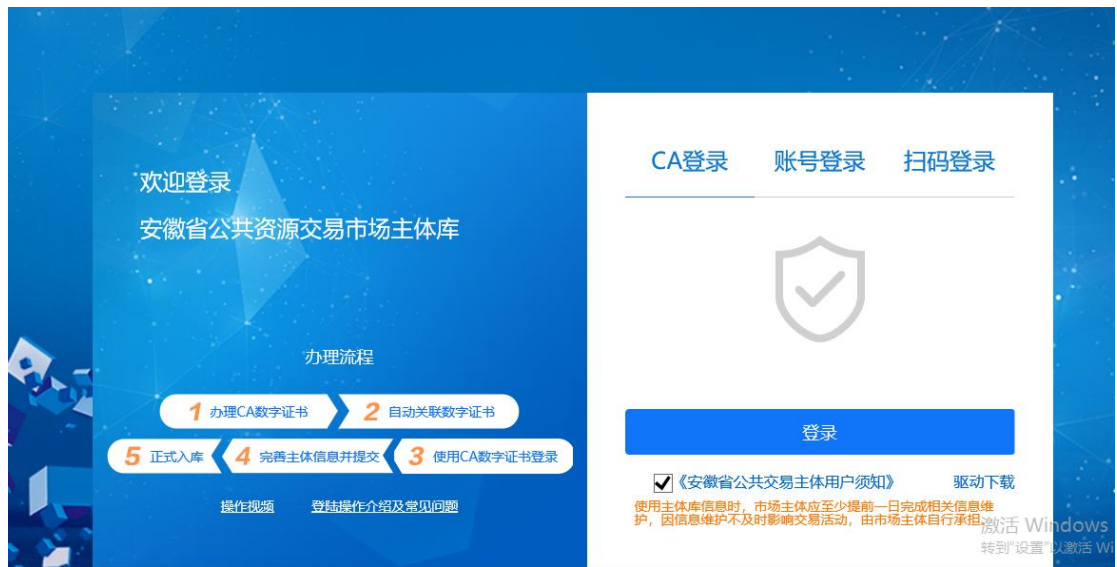 欢迎登录
安徽省公共资源交易市场主体库
办理流程
1 办理CA数字证书
2 自动关联数字证书
5 正式入库
4 完善主体信息并提交
3 使用CA数字证书登录
操作视频 登陆操作介绍及常见问题
CA登录 账号登录 扫码登录
登录
《安徽省公共交易主体用户须知》 驱动下载
使用主体库信息时，市场主体应至少提前一日完成相关信息维
护，因信息维护不及时影响交易活动，由市场主体自行承担。
激活 Windows
转到"设置"以激活 Wi